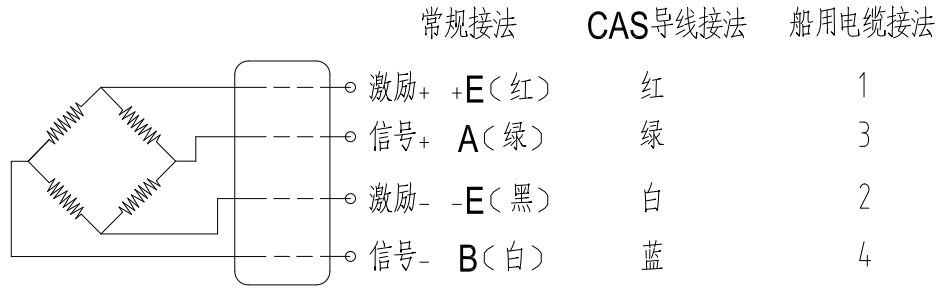 常规接法 CAS导线接法 船用电缆接法
激励+ +E(红) 红 1
信号+ A(绿) 绿 3
激励- -E(黑) 白 2
信号- B(白) 蓝 4